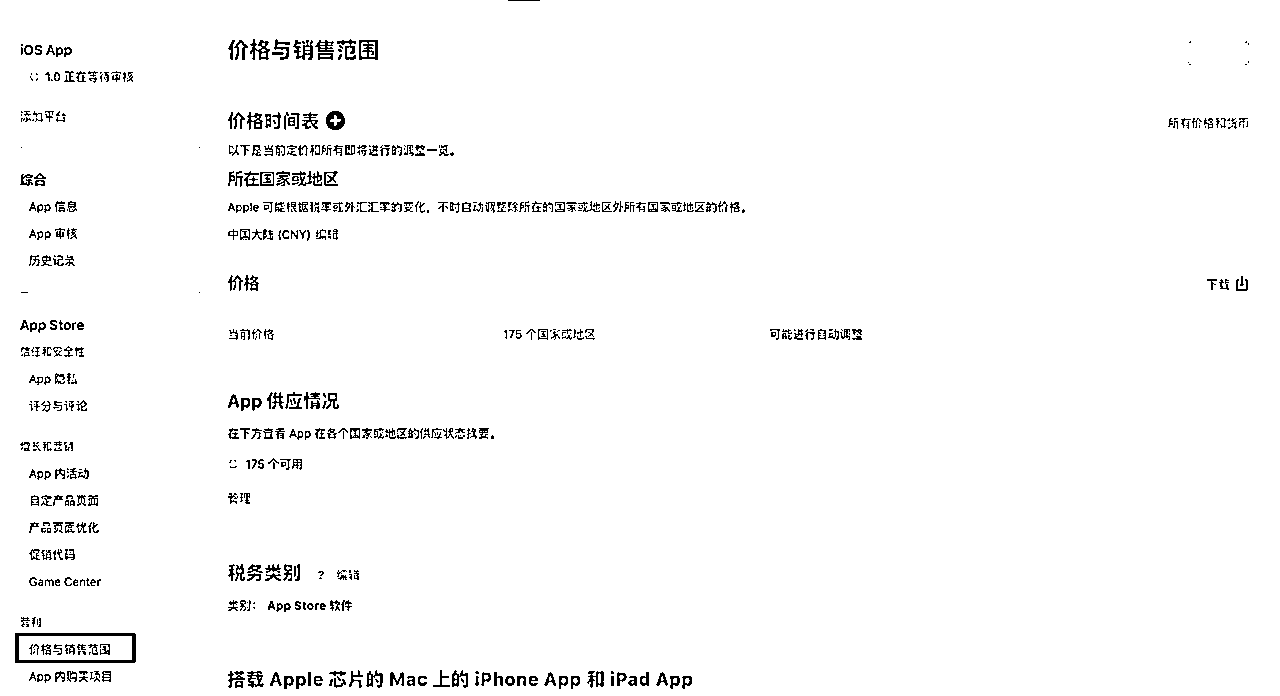 iOS App
1.0 正在等待审核
添加平台
综合
App 信息
App 审核
历史记录
App Store
信任和安全性
App 隐私
评分与评论
增长和营销
App 内活动
自定产品页面
产品页面优化
促销代码
Game Center
营利
价格与销售范围
App 内购买项目
价格与销售范围
价格时间表
所有价格和货币
以下是当前定价和所有即将进行的调整一览。
所在国家或地区
Apple 可能根据税率或外汇汇率的变化，不时自动调整除所在的国家或地区外所有国家或地区的价格。
中国大陆 (CNY) 编辑
价格
下载
当前价格
175 个国家或地区
可能进行自动调整
App 供应情况
在下方查看 App 在各个国家或地区的供应状态摘要。
175 个可用
管理
税务类别 ? 编辑
类别： App Store 软件
搭载 Apple 芯片的 Mac 上的 iPhone App 和 iPad App